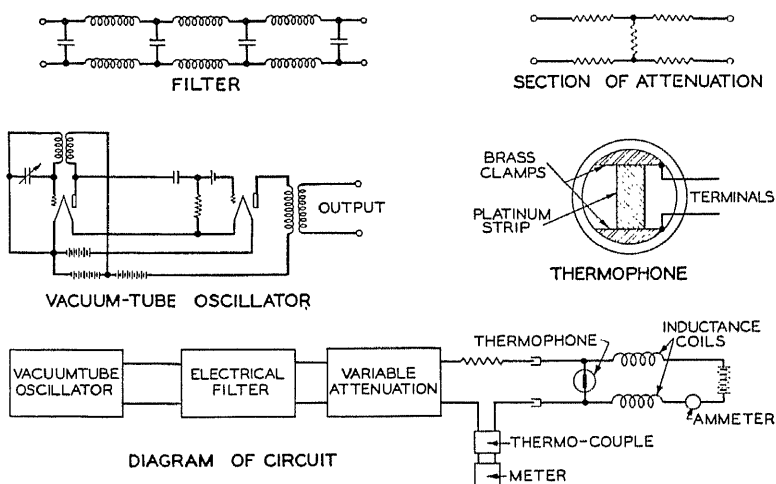 FILTER
SECTION OF ATTENUATION
OUTPUT
VACUUM-TUBE OSCILLATOR
BRASS
CLAMPS
PLATINUM
STRIP
TERMINALS
THERMOPHONE
VACUUMTUBE
OSCILLATOR
ELECTRICAL
FILTER
VARIABLE
ATTENUATION
THERMOPHONE
INDUCTANCE
COILS
AMMETER
THERMO-COUPLE
METER
DIAGRAM OF CIRCUIT